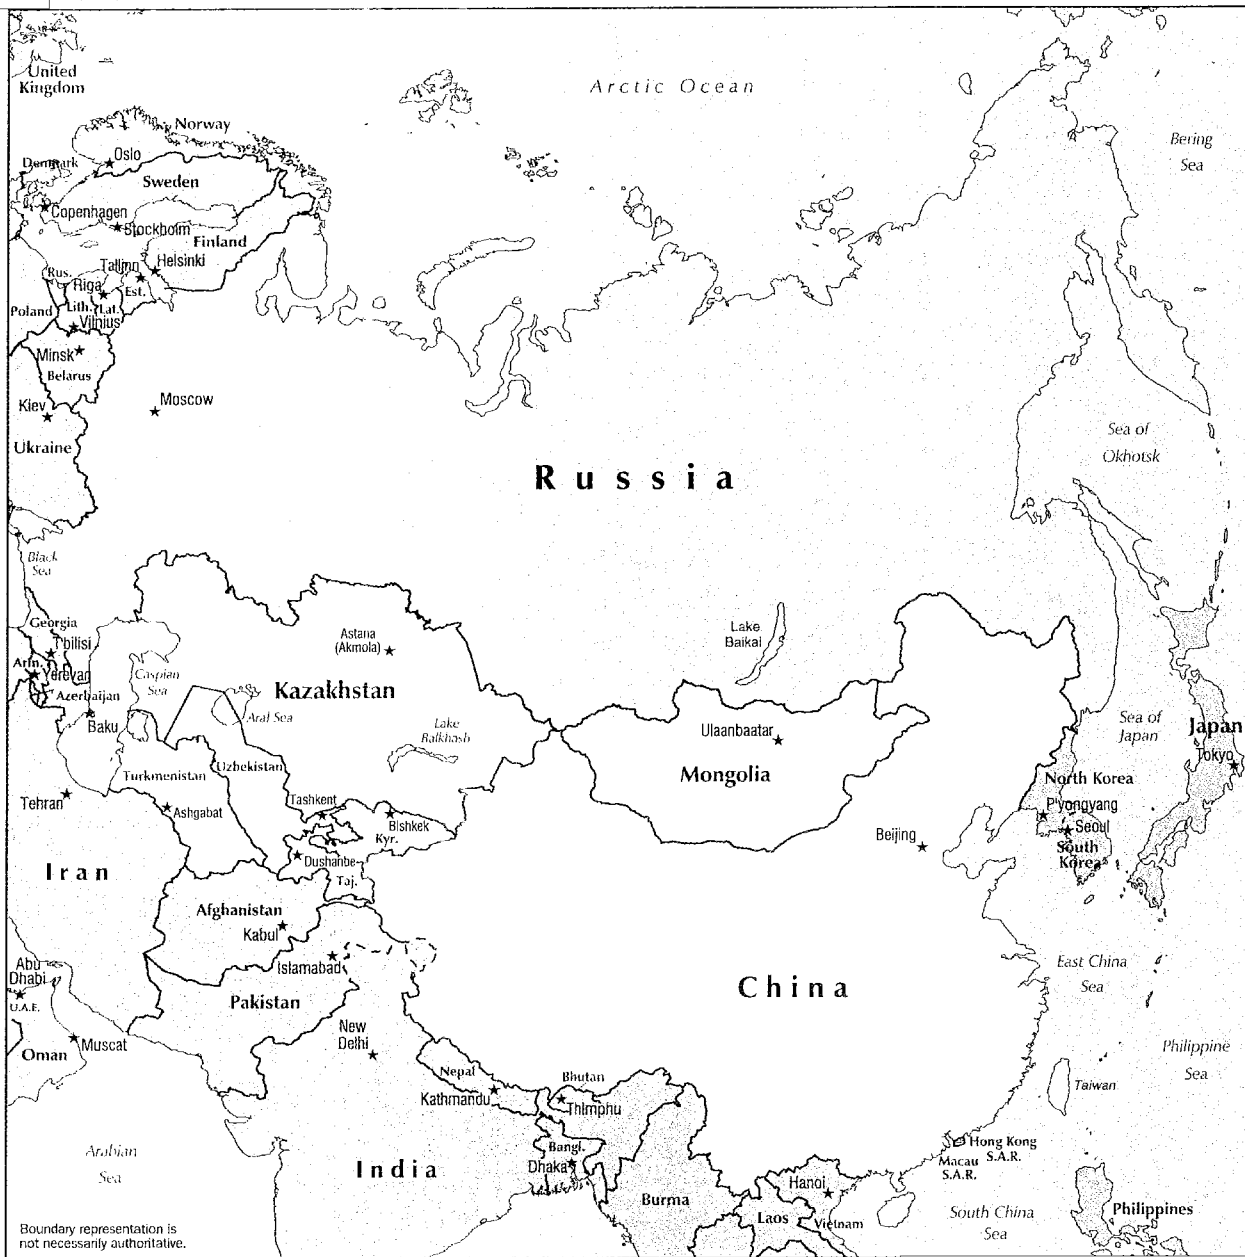 United
Kingdom
Arctic Ocean
Norway
Bering
Sea
Denmark
Oslo
Sweden
Copenhagen
Stockholm
Finland
Tallinn
Helsinki
Rus.
Riga
Est.
Poland
Lith.
Lat.
Vilnius
Minsk
Belarus
Kiev
Moscow
Ukraine
Sea of
Okhotsk
Russia
Black
Sea
Georgia
T'bilisi
Arm.
Yerevan
Azerbaijan
Baku
Caspian
Sea
Astana
(Akmola)
Lake
Baikal
Kazakhstan
Aral Sea
Lake
Balkhash
Ulaanbaatar
Mongolia
Sea of
Japan
Japan
Tokyo
Turkmenistan
Uzbekistan
North Korea
Tehran
Ashgabat
Tashkent
Bishkek
Kyr.
P'yongyang
Seoul
South
Korea
Beijing
Dushanbe
Taj.
Iran
Afghanistan
Kabul
Islamabad
Abu
Dhabi
U.A.E.
Pakistan
China
East China
Sea
Oman
Muscat
New
Delhi
Philippine
Sea
Nepal
Kathmandu
Bhutan
Thimphu
Taiwan
Arabian
Sea
India
Bangl.
Dhaka
Burma
Hanoi
Laos
Vietnam
Hong Kong
S.A.R.
Macau
S.A.R.
South China
Sea
Philippines
Boundary representation is
not necessarily authoritative.